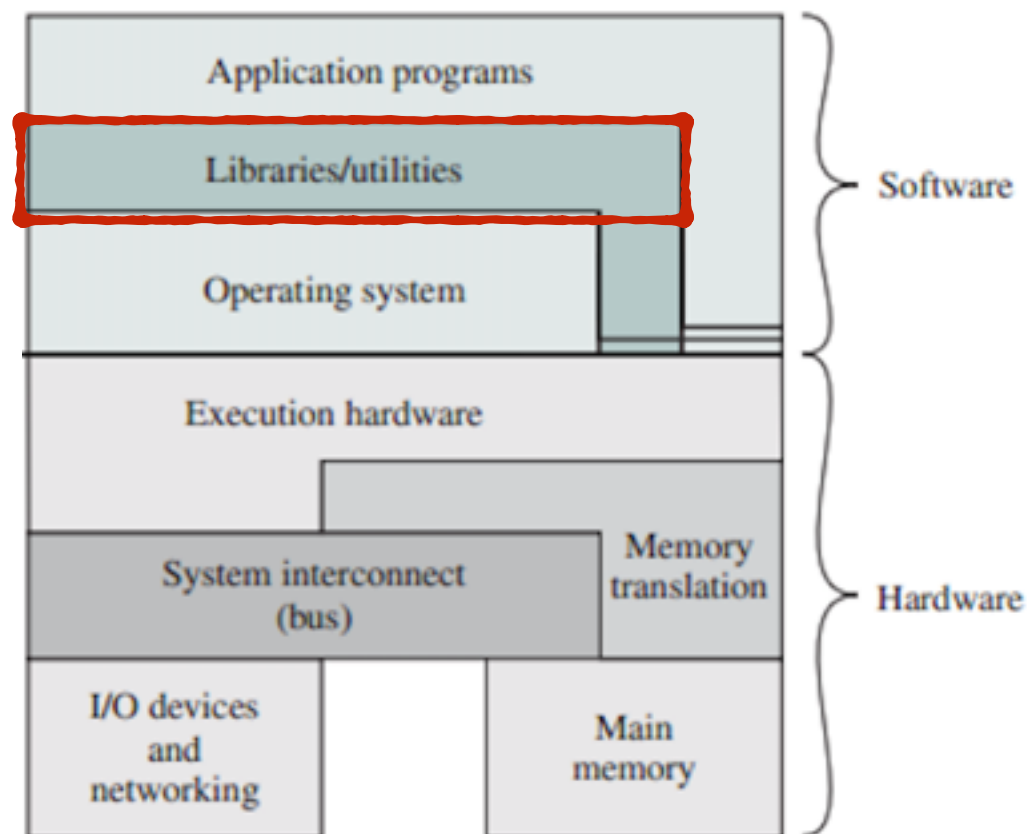 Application programs
Libraries/utilities
Software
Operating system
Execution hardware
Memory
translation
System interconnect
(bus)
Hardware
I/O devices
and
networking
Main
memory